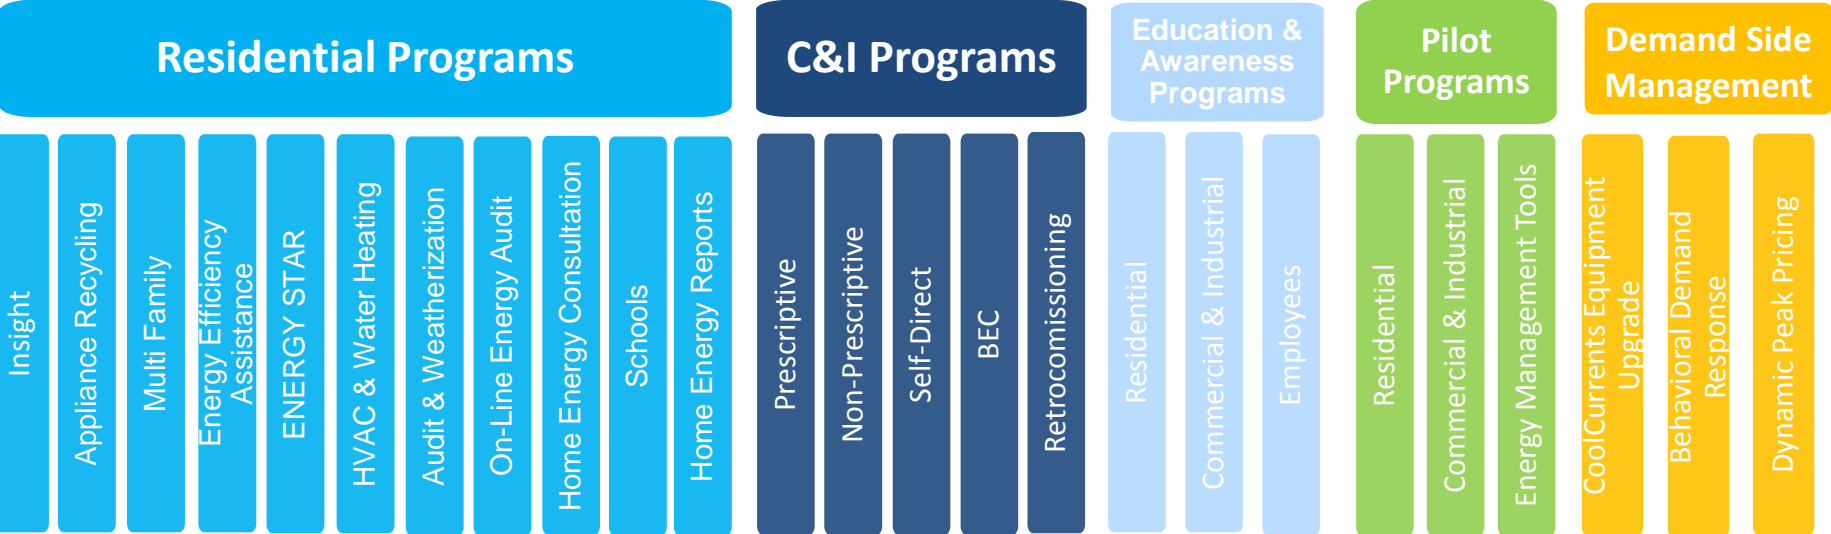 Residential Programs
Insight
Appliance Recycling
Multi Family
Energy Efficiency
Assistance
ENERGY STAR
HVAC & Water Heating
Audit & Weatherization
On-Line Energy Audit
Home Energy Consultation
Schools
Home Energy Reports
C&I Programs
Prescriptive
Non-Prescriptive
Self-Direct
BEC
Retrocomissioning
Education &
Awareness
Programs
Residential
Commercial & Industrial
Employees
Pilot
Programs
Residential
Commercial & Industrial
Energy Management Tools
Demand Side
Management
CoolCurrents Equipment
Upgrade
Behavioral Demand
Response
Dynamic Peak Pricing